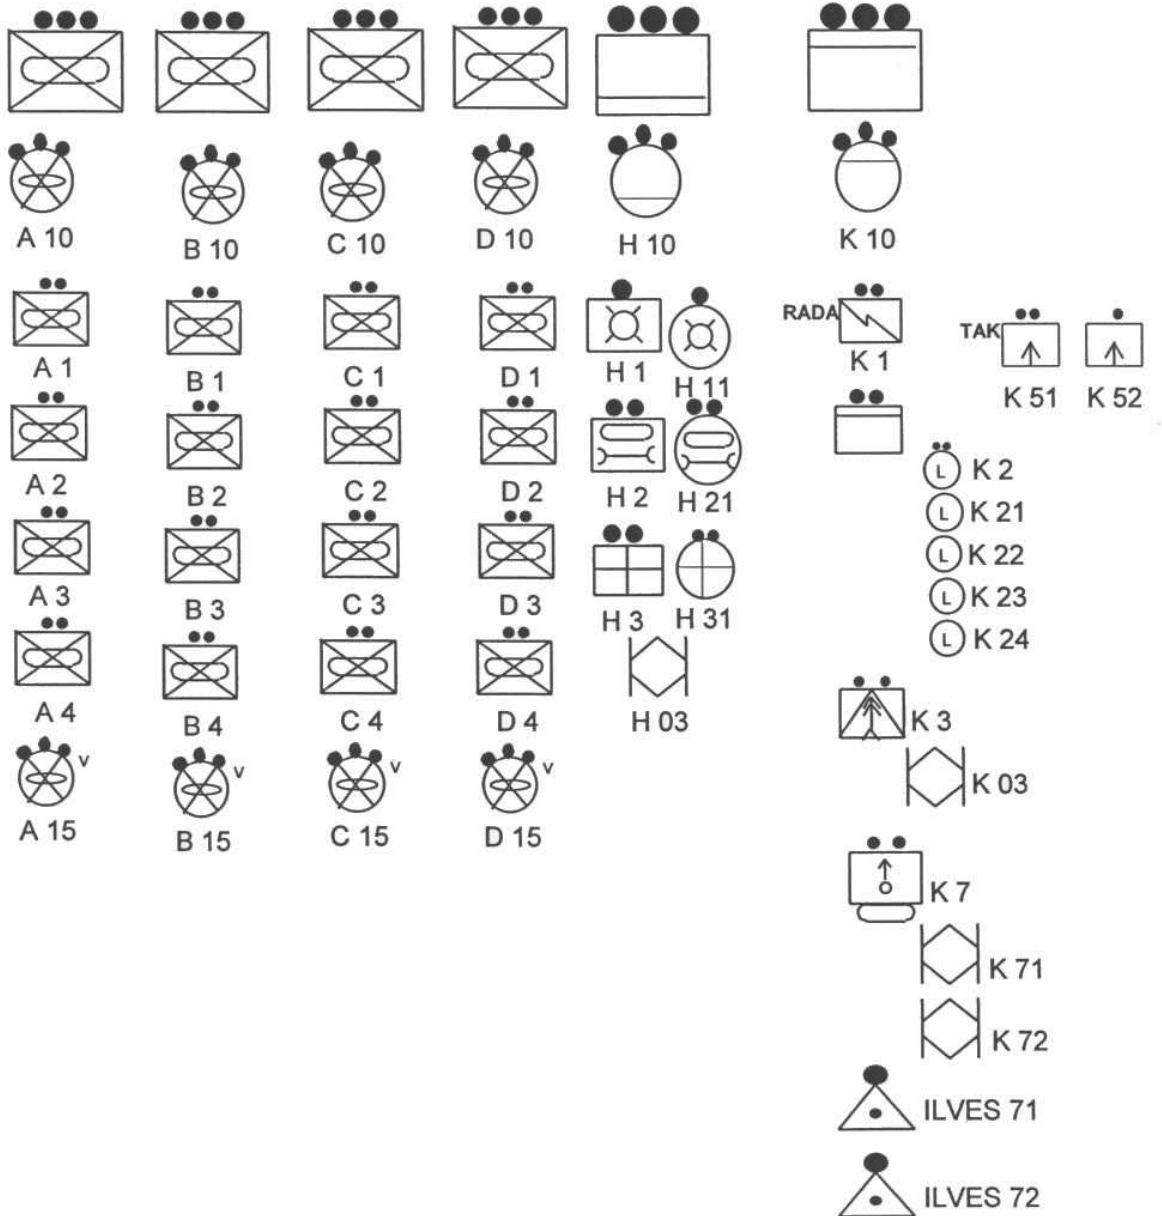 A 10
B 10
C 10
D 10
H 10
K 10
A 1
B 1
C 1
D 1
H 1
H 11
RADA
K 1
TAK
K 51
K 52
A 2
B 2
C 2
D 2
H 2
H 21
L K 2
L K 21
L K 22
L K 23
L K 24
A 3
B 3
C 3
D 3
H 3
H 31
A 4
B 4
C 4
D 4
H 03
K 3
K 03
v
v
v
v
A 15
B 15
C 15
D 15
K 7
K 71
K 72
ILVES 71
ILVES 72